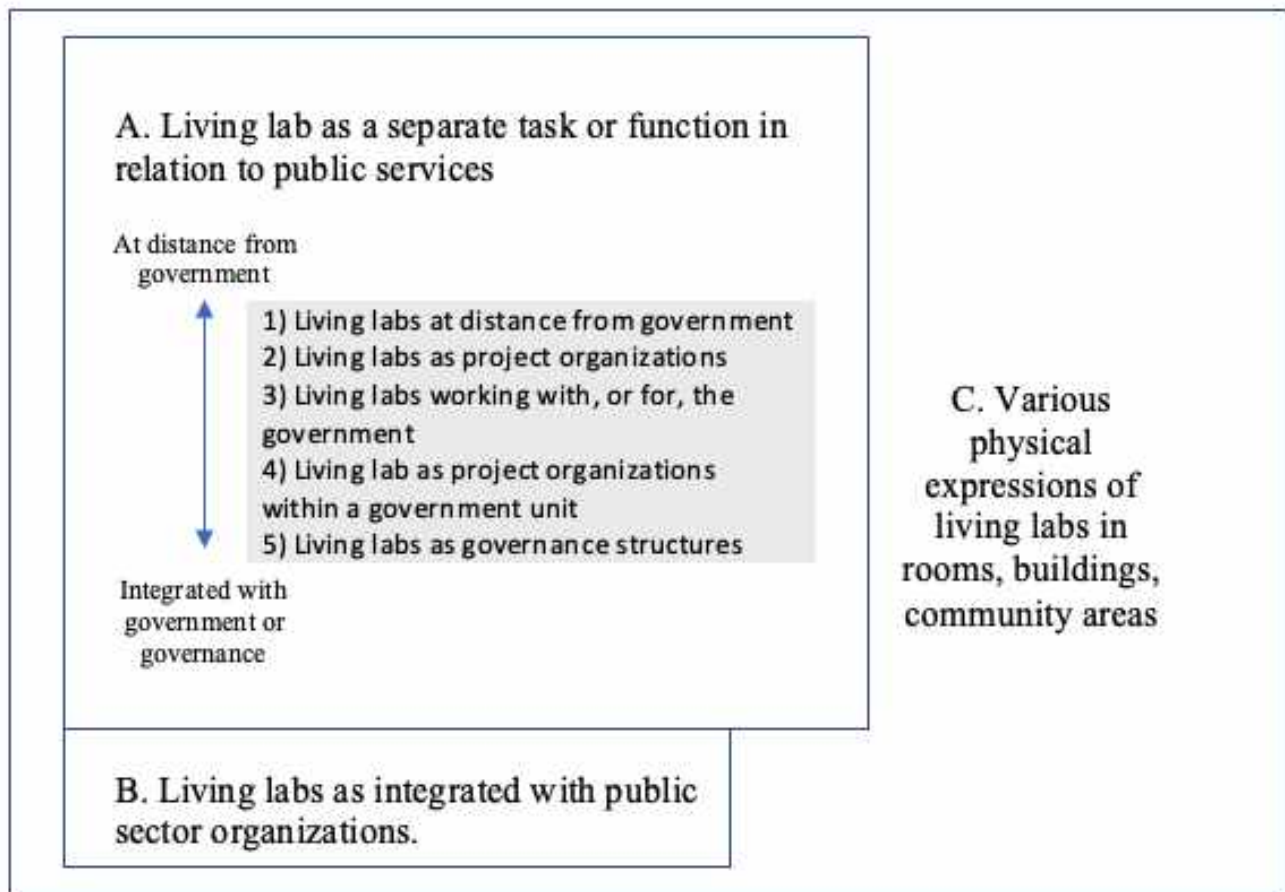 A. Living lab as a separate task or function in
relation to public services
At distance from
government
1) Living labs at distance from government
2) Living labs as project organizations
3) Living labs working with, or for, the
government
4) Living lab as project organizations
within a government unit
5) Living labs as governance structures
Integrated with
government or
governance
C. Various
physical
expressions of
living labs in
rooms, buildings,
community areas
B. Living labs as integrated with public
sector organizations.